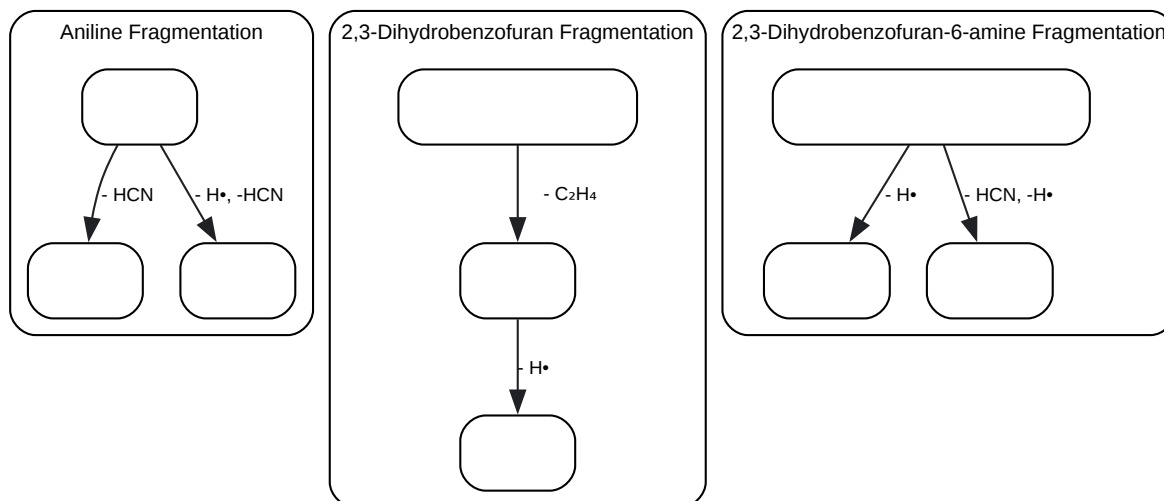 Aniline Fragmentation
- HCN
- H•, -HCN
2,3-Dihydrobenzofuran Fragmentation
- C₂H₄
- H•
2,3-Dihydrobenzofuran-6-amine Fragmentation
- H•
- HCN, -H•